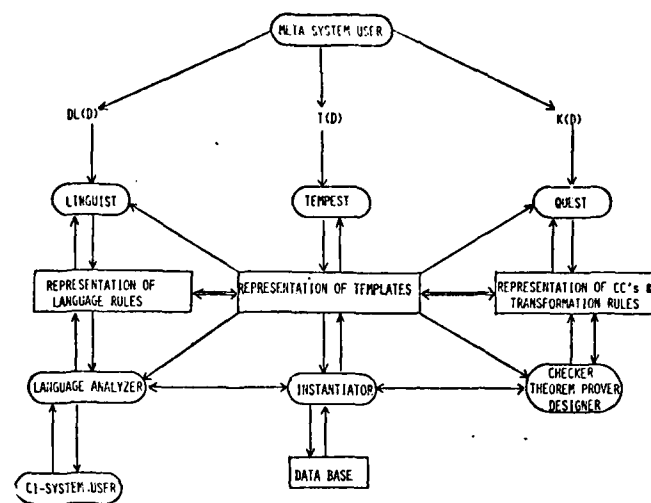 META SYSTEM USER
DL(D)
T(D)
K(D)
LINGUIST
TEMPEST
QUEST
REPRESENTATION OF
LANGUAGE RULES
REPRESENTATION OF TEMPLATES
REPRESENTATION OF CC's &
TRANSFORMATION RULES
LANGUAGE ANALYZER
INSTANTIATOR
CHECKER
THEOREM PROVER
DESIGNER
C1-SYSTEM.USER
DATA BASE